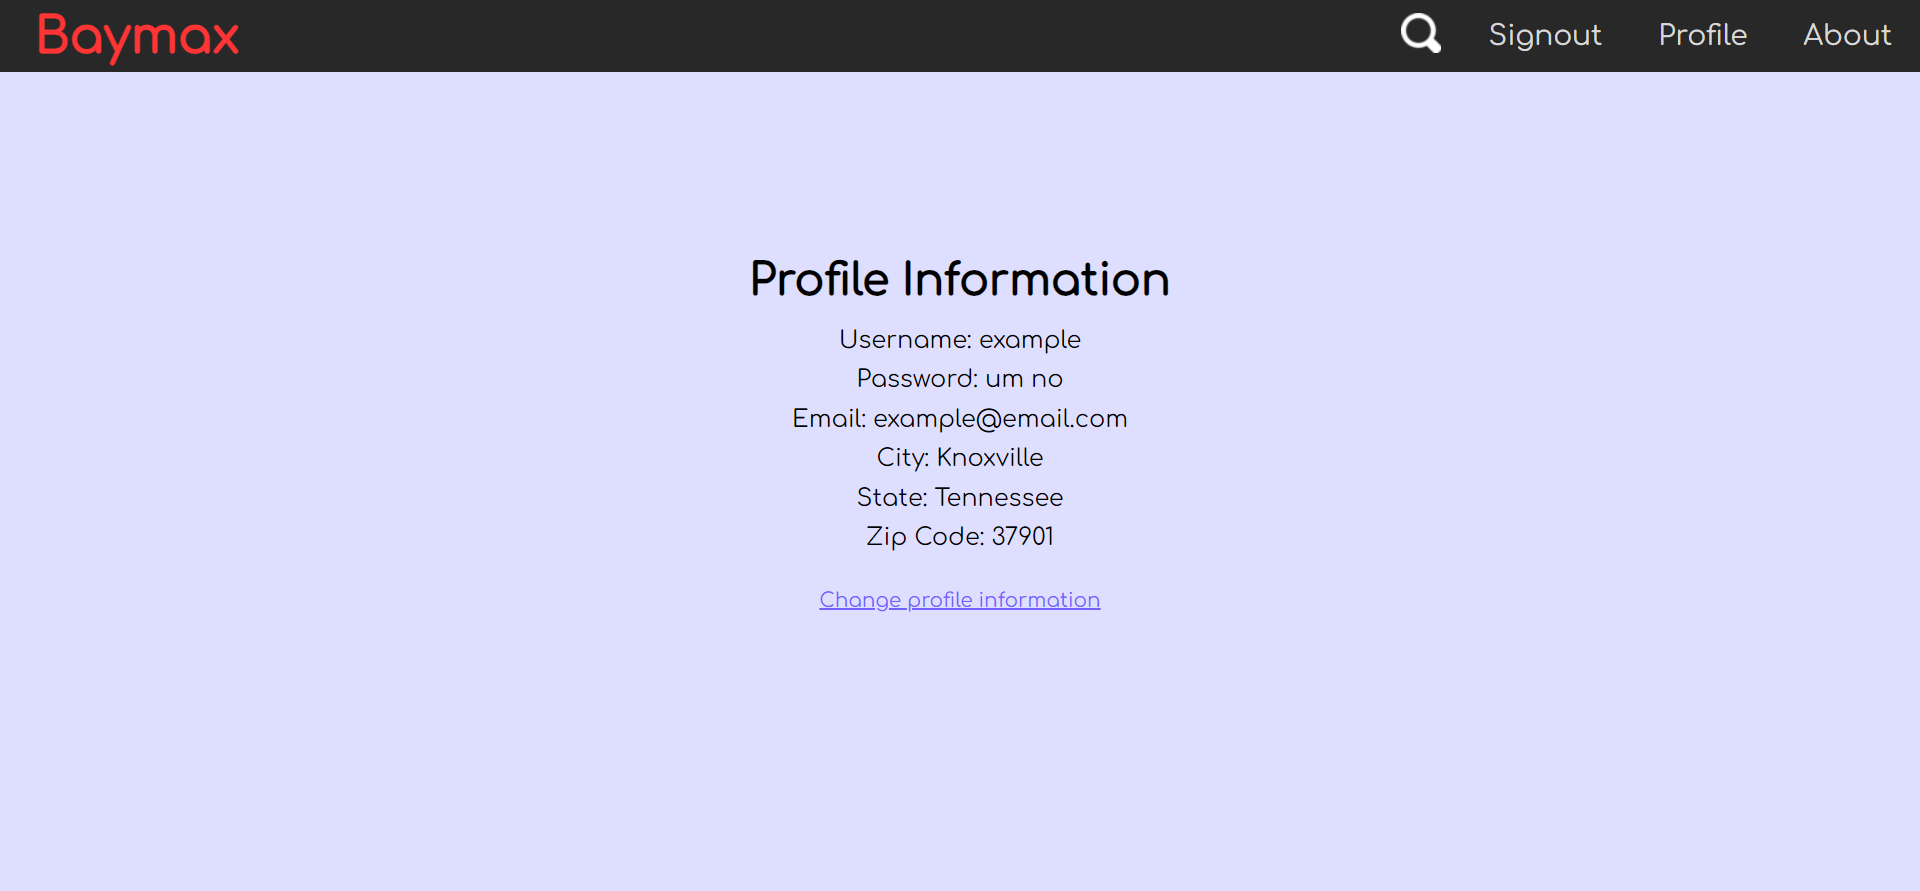 Baymax
Signout Profile About
Profile Information
Username: example
Password: um no
Email: example@email.com
City: Knoxville
State: Tennessee
Zip Code: 37901
Change profile information